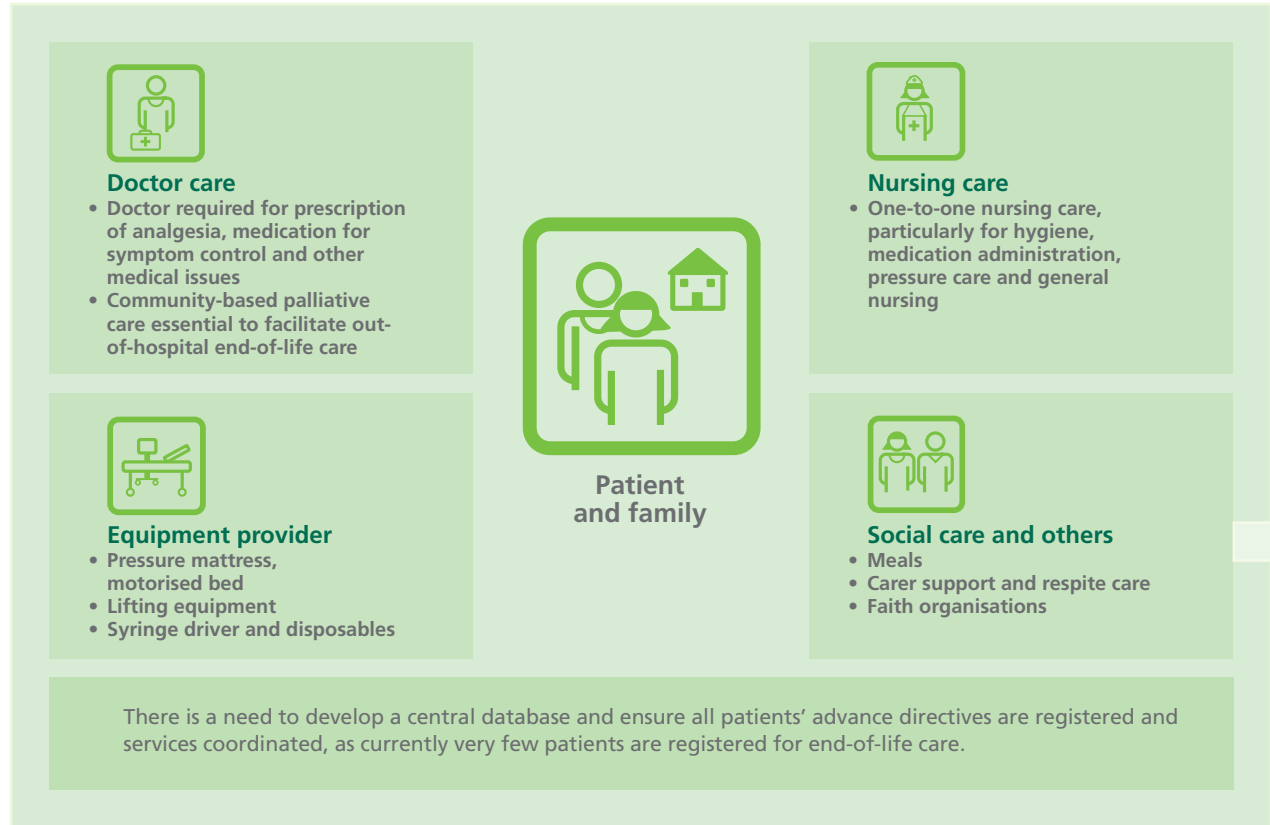 Doctor care
• Doctor required for prescription
of analgesia, medication for
symptom control and other
medical issues
• Community-based palliative
care essential to facilitate out-
of-hospital end-of-life care
Nursing care
• One-to-one nursing care,
particularly for hygiene,
medication administration,
pressure care and general
nursing
Patient
and family
Equipment provider
• Pressure mattress,
motorised bed
• Lifting equipment
• Syringe driver and disposables
Social care and others
• Meals
• Carer support and respite care
• Faith organisations
There is a need to develop a central database and ensure all patients’ advance directives are registered and
services coordinated, as currently very few patients are registered for end-of-life care.